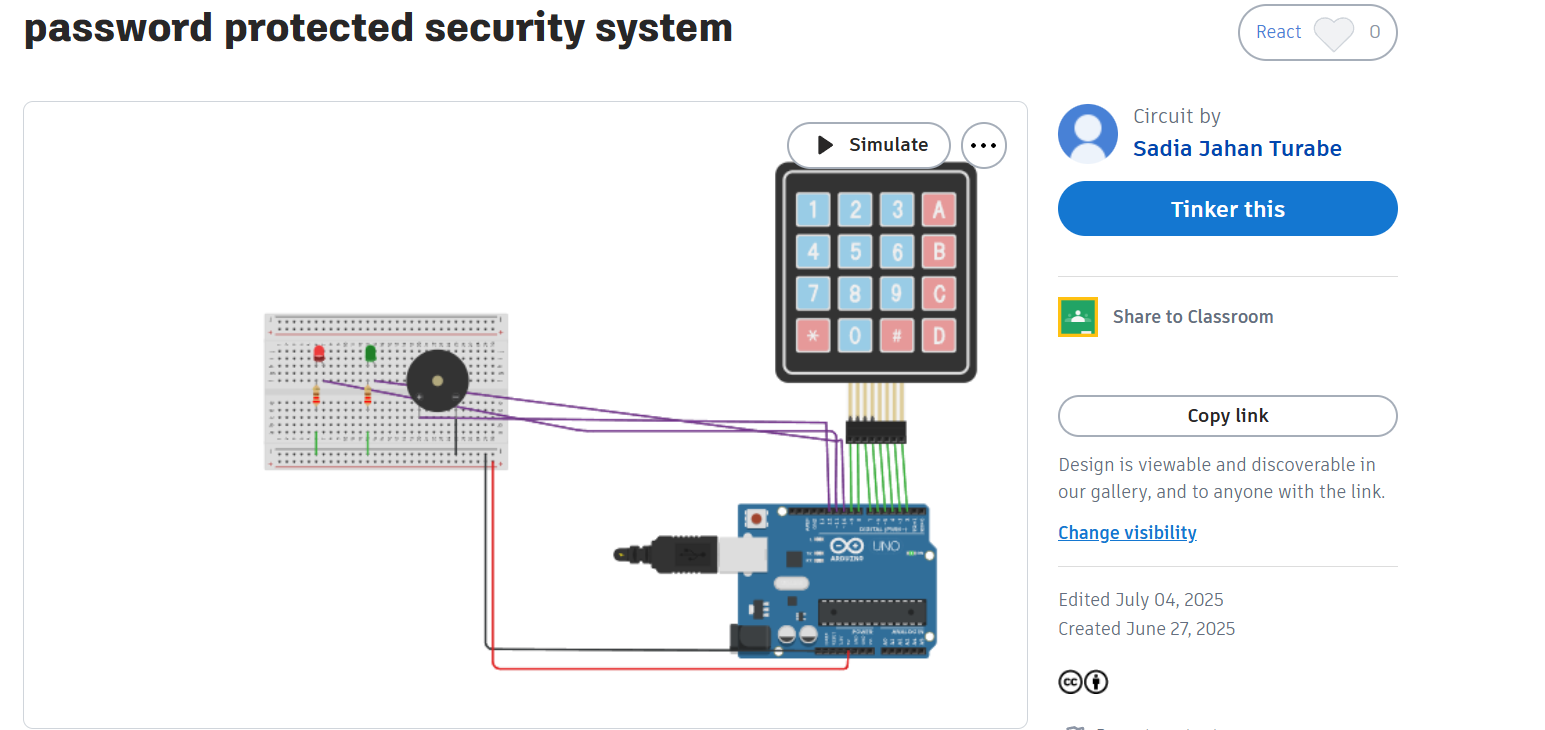 password protected security system
React 0
Simulate
Circuit by
Sadia Jahan Turabe
Tinker this
1 2 3 A
4 5 6 B
7 8 9 C
* 0 # D
Share to Classroom
Copy link
Design is viewable and discoverable in
our gallery, and to anyone with the link.
Change visibility
UNO
ARDUINO
Edited July 04, 2025
Created June 27, 2025
cc